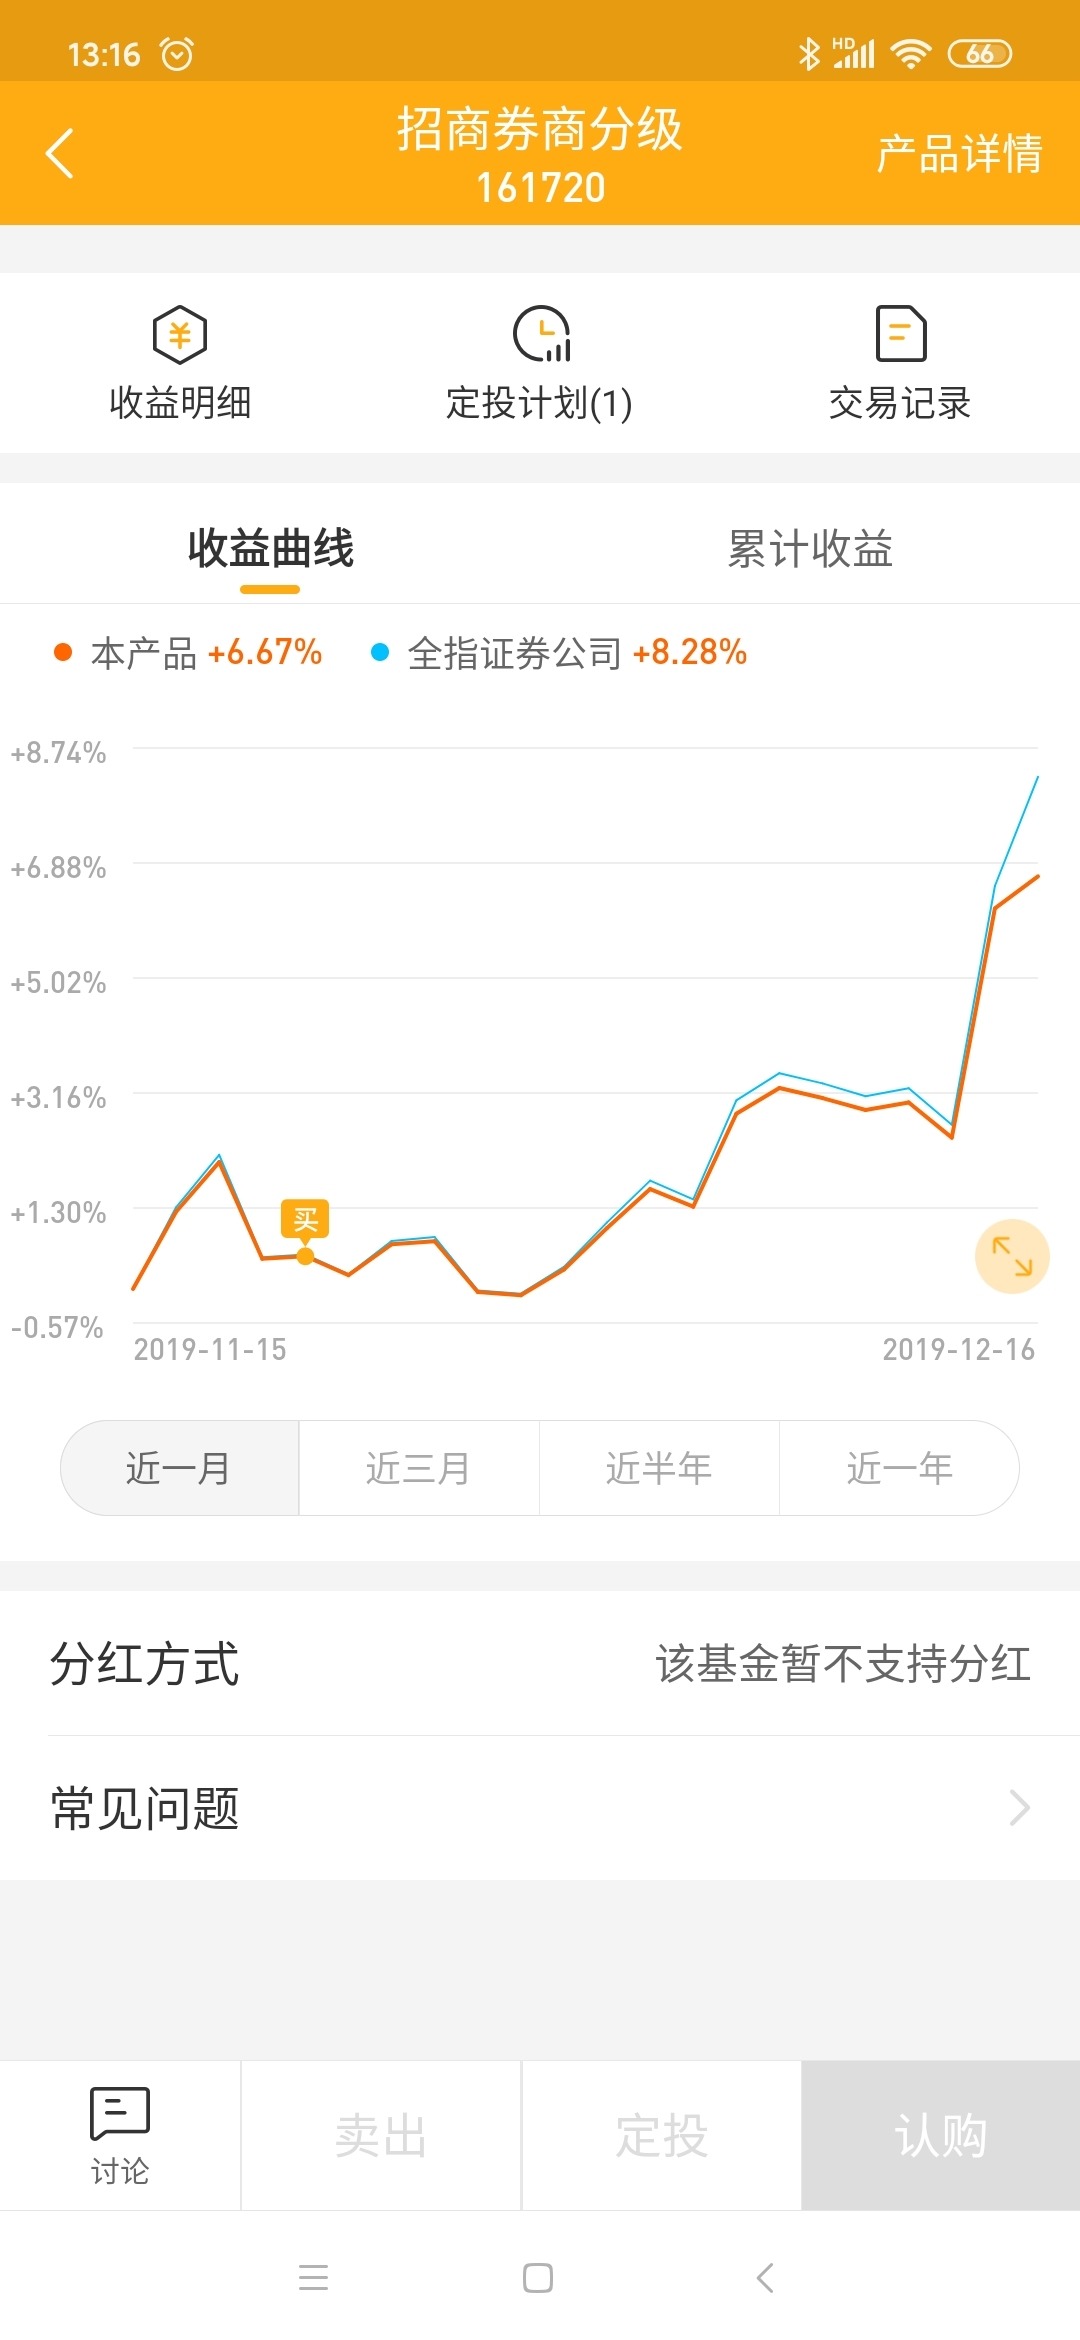 13:16 HD 66
招商券商分级
161720
产品详情
收益明细 定投计划(1) 交易记录
收益曲线 累计收益
本产品 +6.67% 全指证券公司 +8.28%
+8.74%
+6.88%
+5.02%
+3.16%
+1.30%
买
-0.57%
2019-11-15 2019-12-16
近一月 近三月 近半年 近一年
分红方式 该基金暂不支持分红
常见问题
讨论 卖出 定投 认购